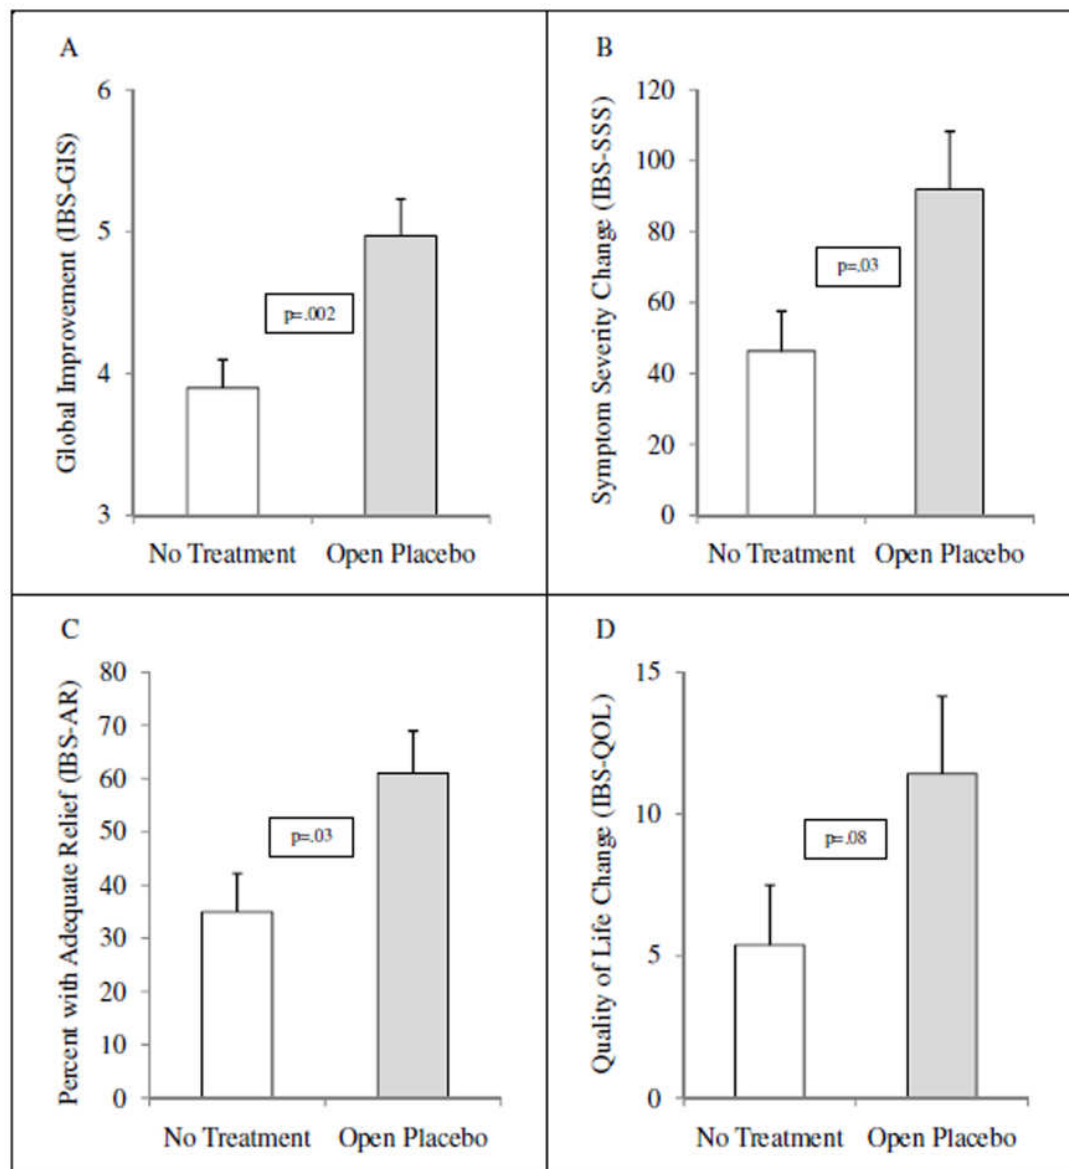 A
Global Improvement (IBS-GIS)
6
5
4
3
p=.002
No Treatment
Open Placebo
B
Symptom Severity Change (IBS-SSS)
120
100
80
60
40
20
0
p=.03
No Treatment
Open Placebo
C
Percent with Adequate Relief (IBS-AR)
80
70
60
50
40
30
20
10
0
p=.03
No Treatment
Open Placebo
D
Quality of Life Change (IBS-QOL)
15
10
5
0
p=.08
No Treatment
Open Placebo